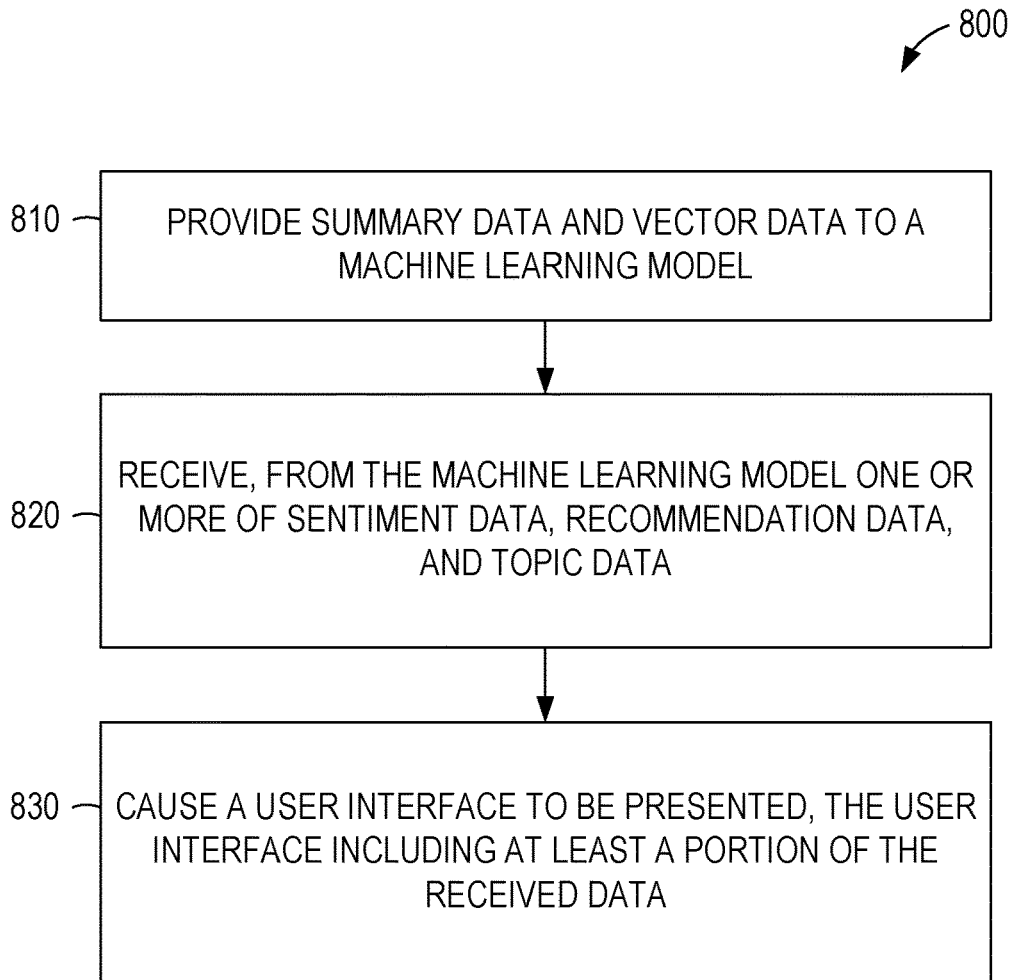 800
810
PROVIDE SUMMARY DATA AND VECTOR DATA TO A
MACHINE LEARNING MODEL
820
RECEIVE, FROM THE MACHINE LEARNING MODEL ONE OR
MORE OF SENTIMENT DATA, RECOMMENDATION DATA,
AND TOPIC DATA
830
CAUSE A USER INTERFACE TO BE PRESENTED, THE USER
INTERFACE INCLUDING AT LEAST A PORTION OF THE
RECEIVED DATA